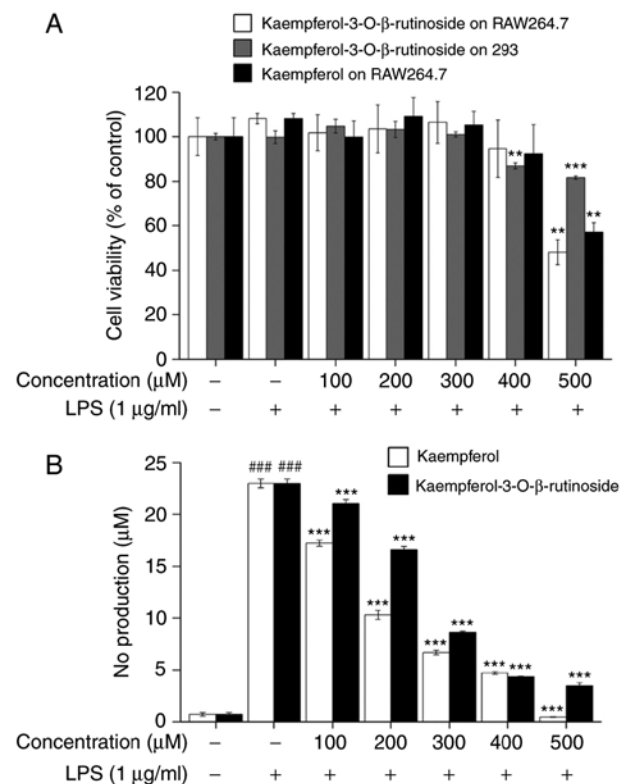 A
Kaempferol-3-O-β-rutinoside on RAW264.7
Kaempferol-3-O-β-rutinoside on 293
Kaempferol on RAW264.7
Cell viability (% of control)
120
100
80
60
40
20
0
** *** ** **
Concentration (μM) – – 100 200 300 400 500
LPS (1 μg/ml) – + + + + + +
B
Kaempferol
Kaempferol-3-O-β-rutinoside
No production (μM)
25
20
15
10
5
0
### ### *** *** *** *** *** *** *** *** *** ***
Concentration (μM) – – 100 200 300 400 500
LPS (1 μg/ml) – + + + + + +